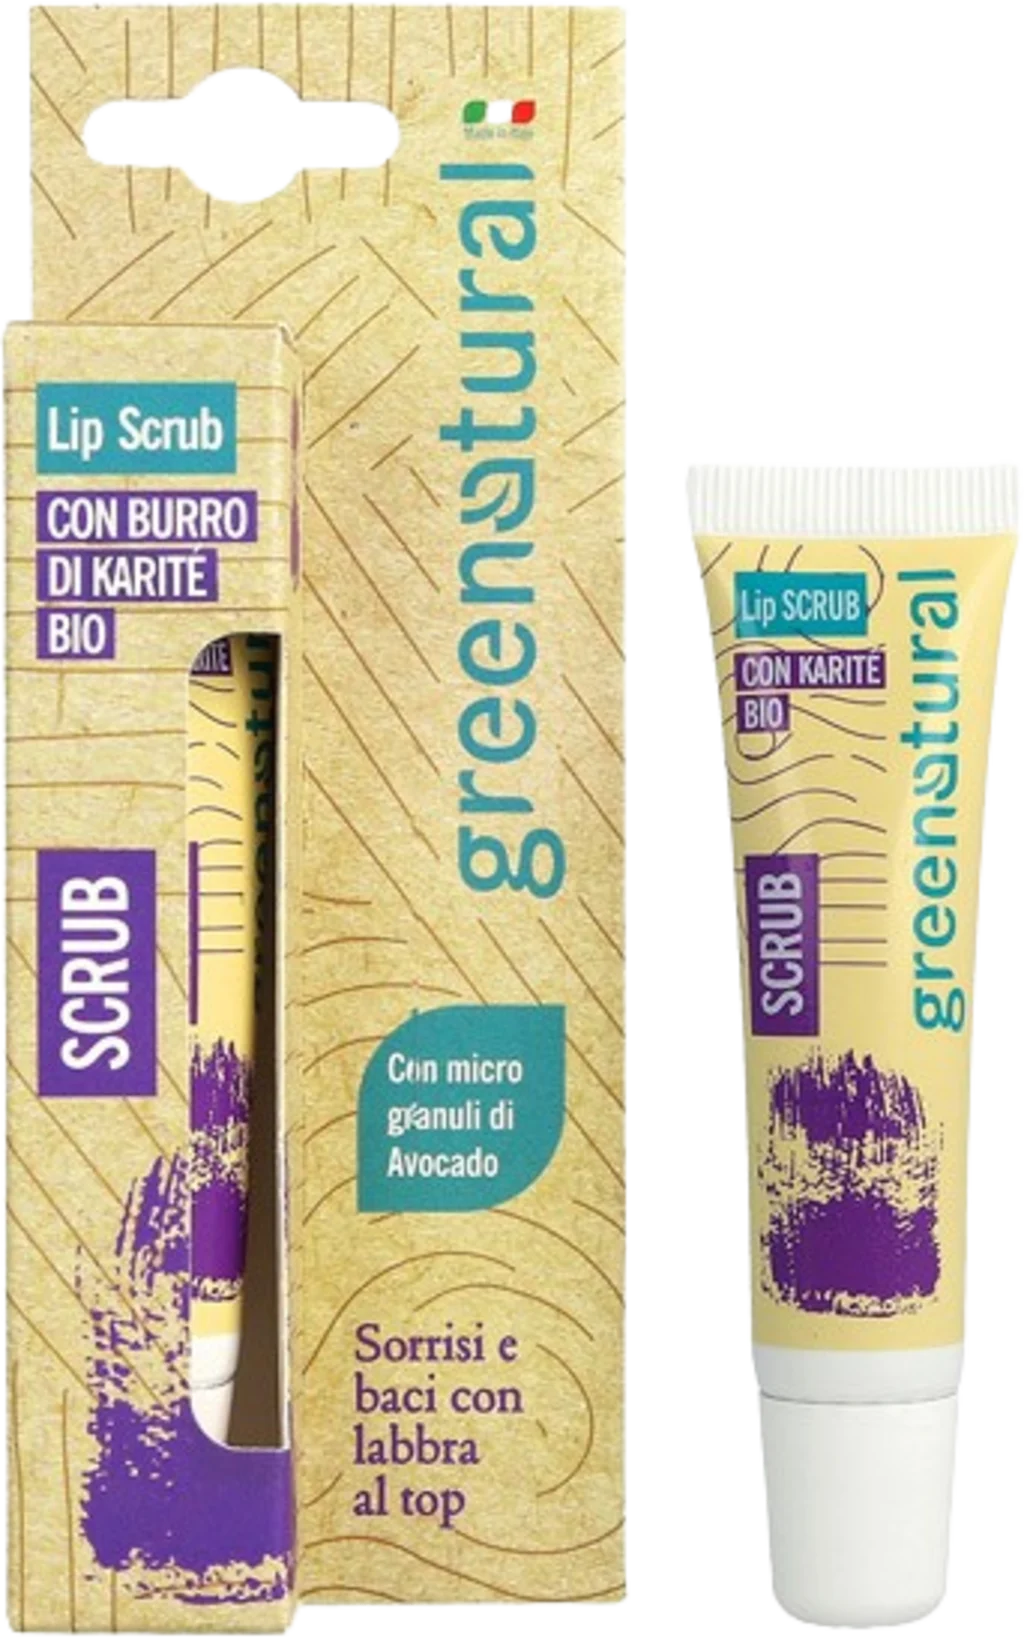 Made in Italy
greenatural
Lip Scrub
CON BURRO
DI KARITÉ
BIO
SCRUB
Con micro
granuli di
Avocado
Sorrisi e
baci con
labbra
al top
Lip SCRUB
CON KARITÉ
BIO
SCRUB
greenatural